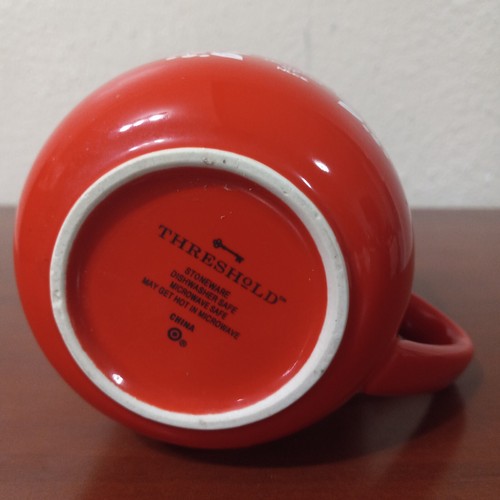 THRESHOLD™
STONEWARE
DISHWASHER SAFE
MICROWAVE SAFE
MAY GET HOT IN MICROWAVE
CHINA
®